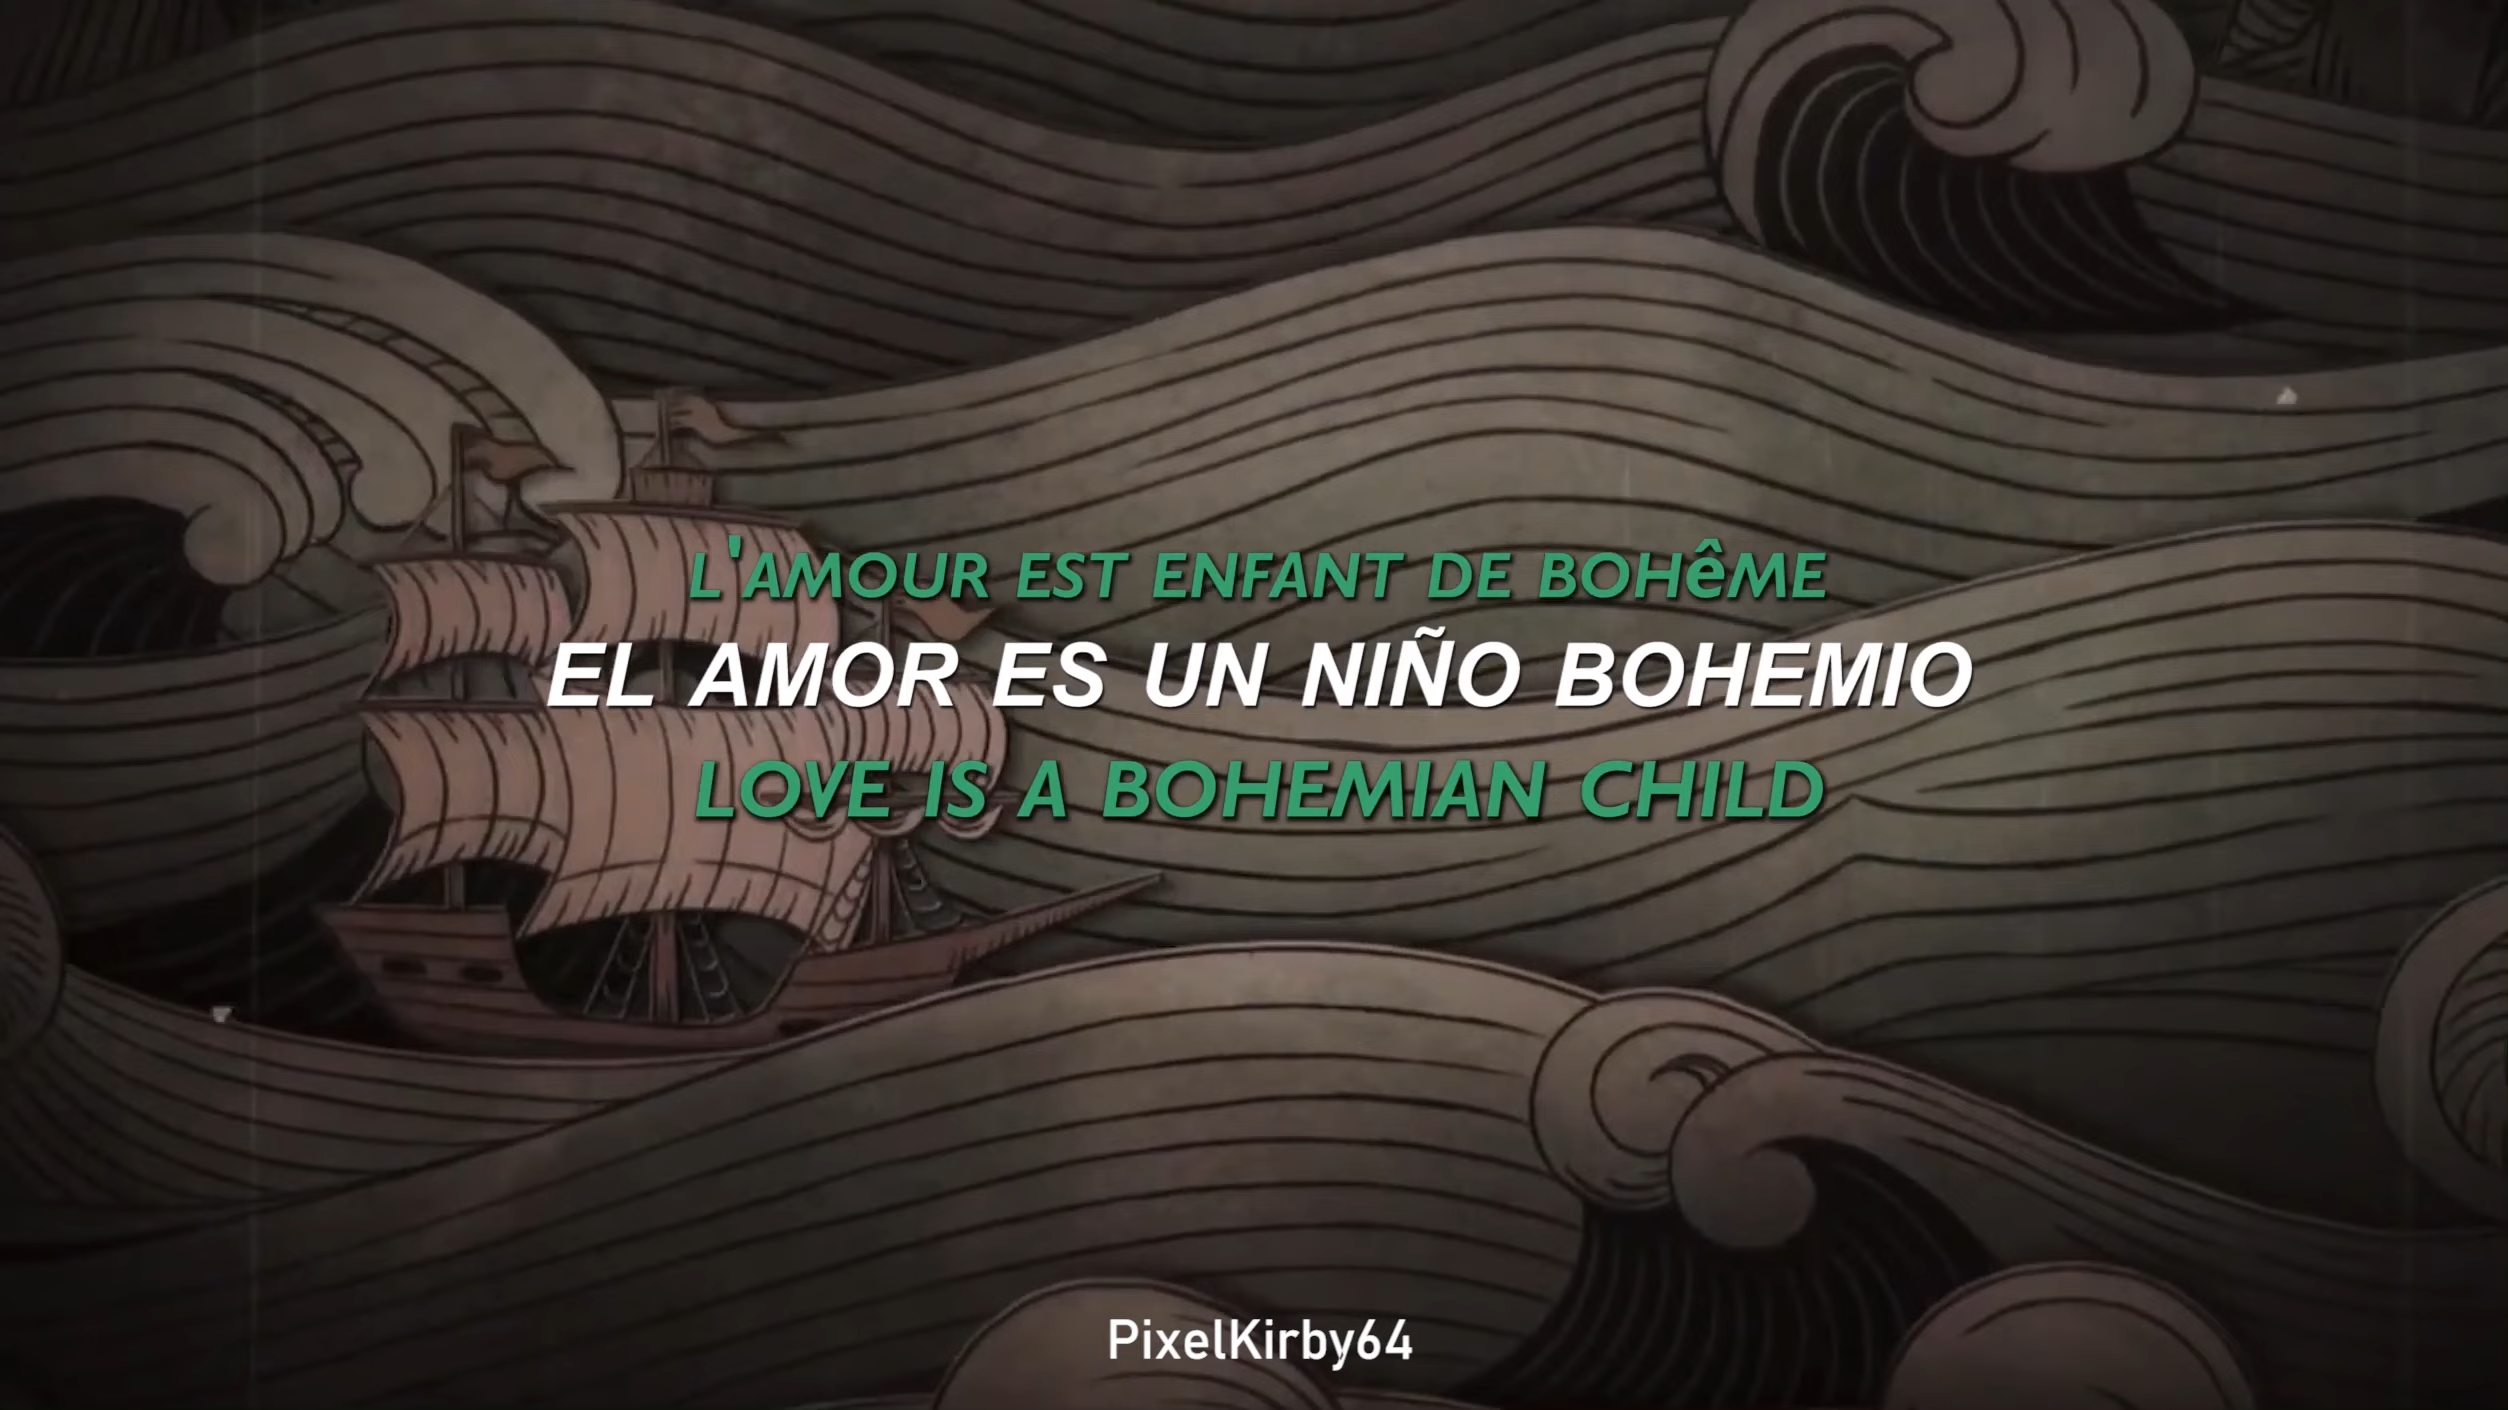 L'AMOUR EST ENFANT DE BOHêME
EL AMOR ES UN NIÑO BOHEMIO
LOVE IS A BOHEMIAN CHILD
PixelKirby64